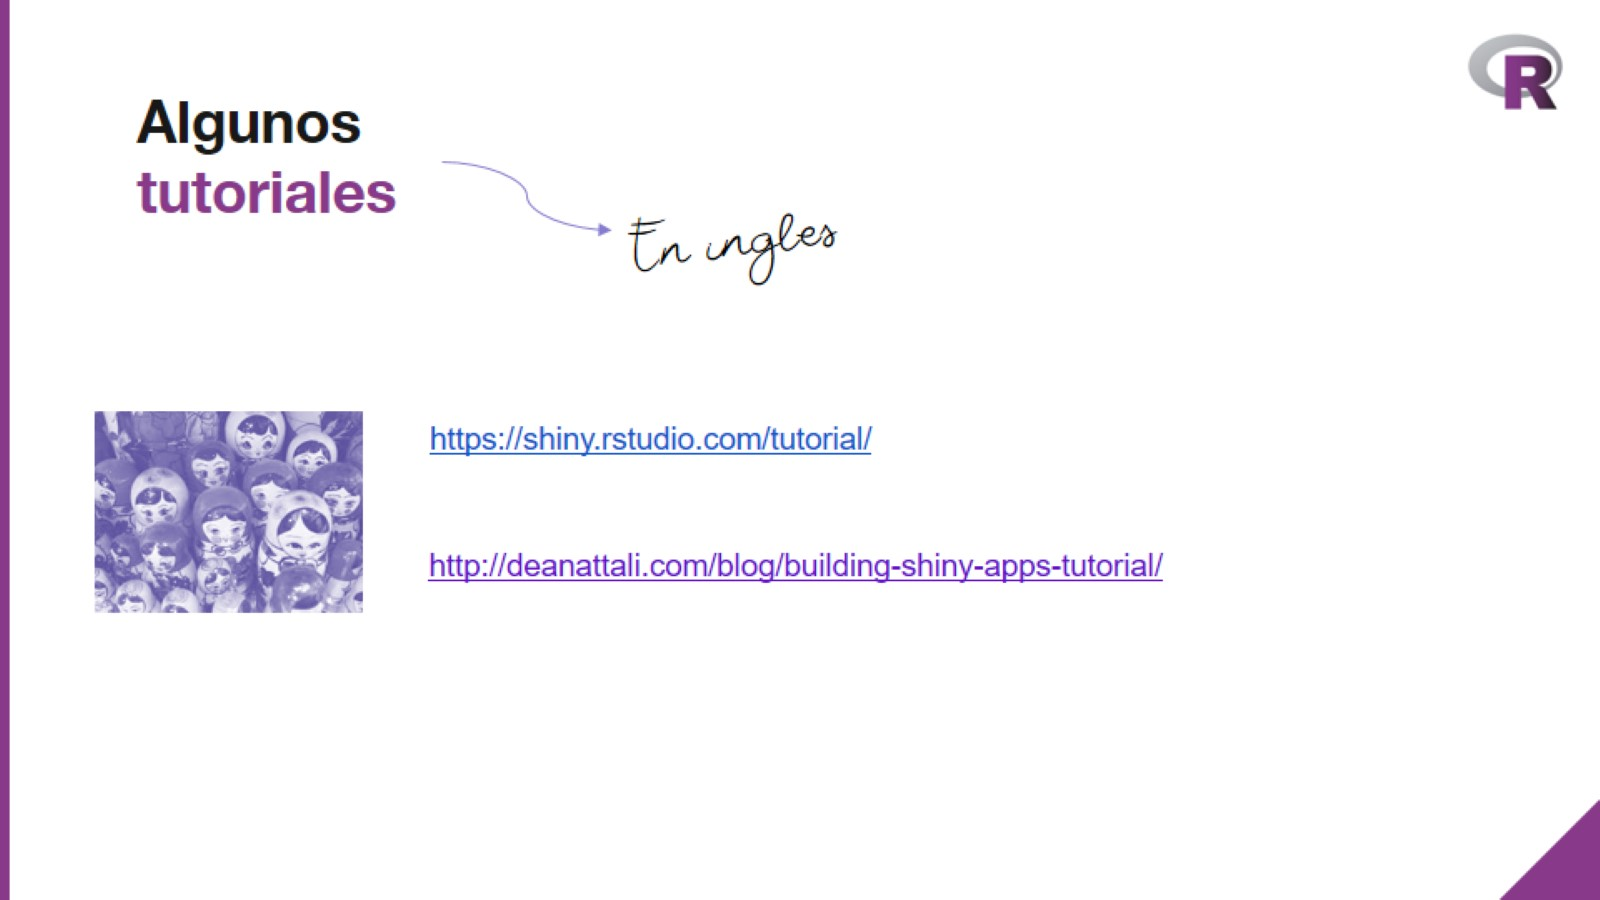 R
Algunos
tutoriales
En ingles
https://shiny.rstudio.com/tutorial/
http://deanattali.com/blog/building-shiny-apps-tutorial/